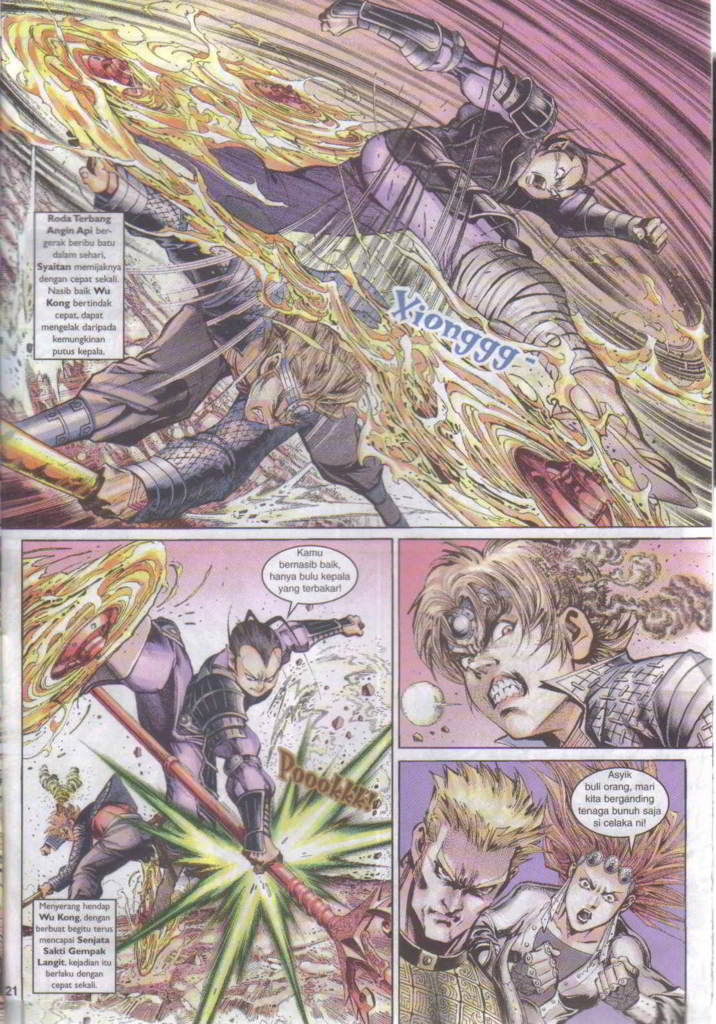 Roda Terbang
Angin Api ber-
gerak beribu batu
dalam sehari,
Syaitan memijaknya
dengan cepat sekali.
Nasib baik Wu
Kong bertindak
cepat, dapat
mengelak daripada
kemungkinan
putus kepala.
Xionggg-
Kamu
bernasib baik,
hanya bulu kepala
yang terbakar!
Poookkk!!
Menyerang hendap
Wu Kong, dengan
berbuat begitu terus
mencapai Senjata
Sakti Gempak
Langit, kejadian itu
berlaku dengan
cepat sekali.
Asyik
buli orang, mari
kita berganding
tenaga bunuh saja
si celaka ni!
21